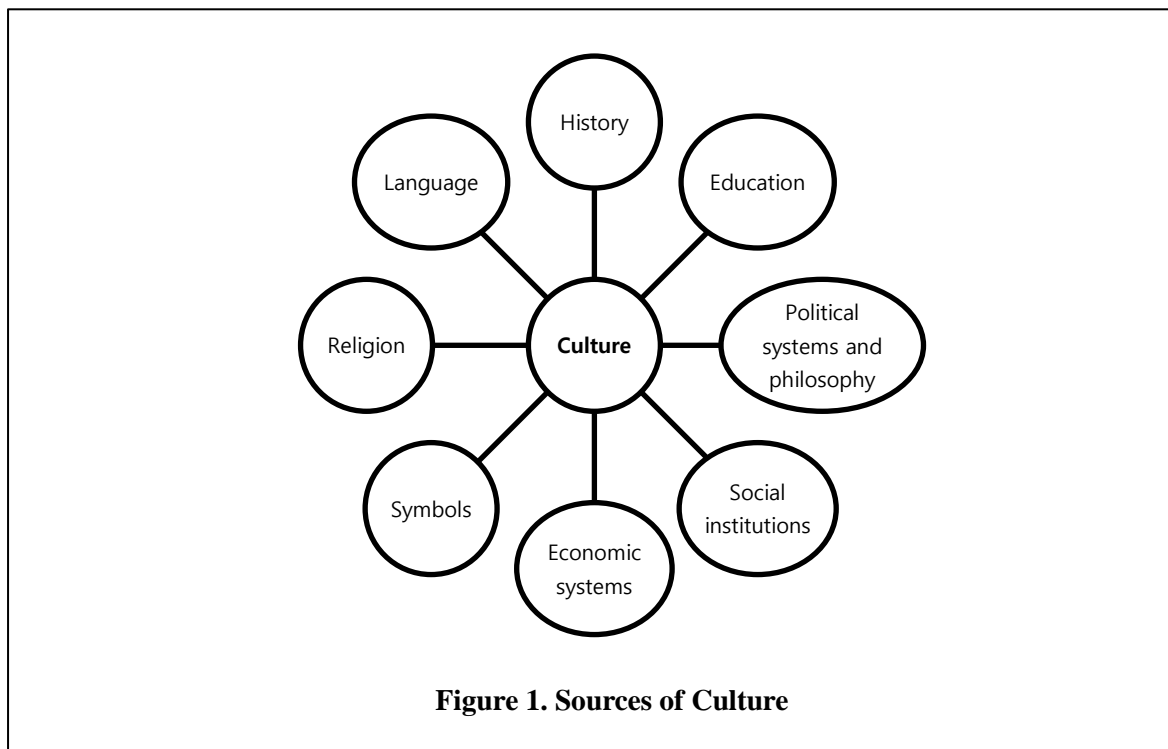 History
Language
Education
Religion
Culture
Political
systems and
philosophy
Symbols
Social
institutions
Economic
systems
Figure 1. Sources of Culture